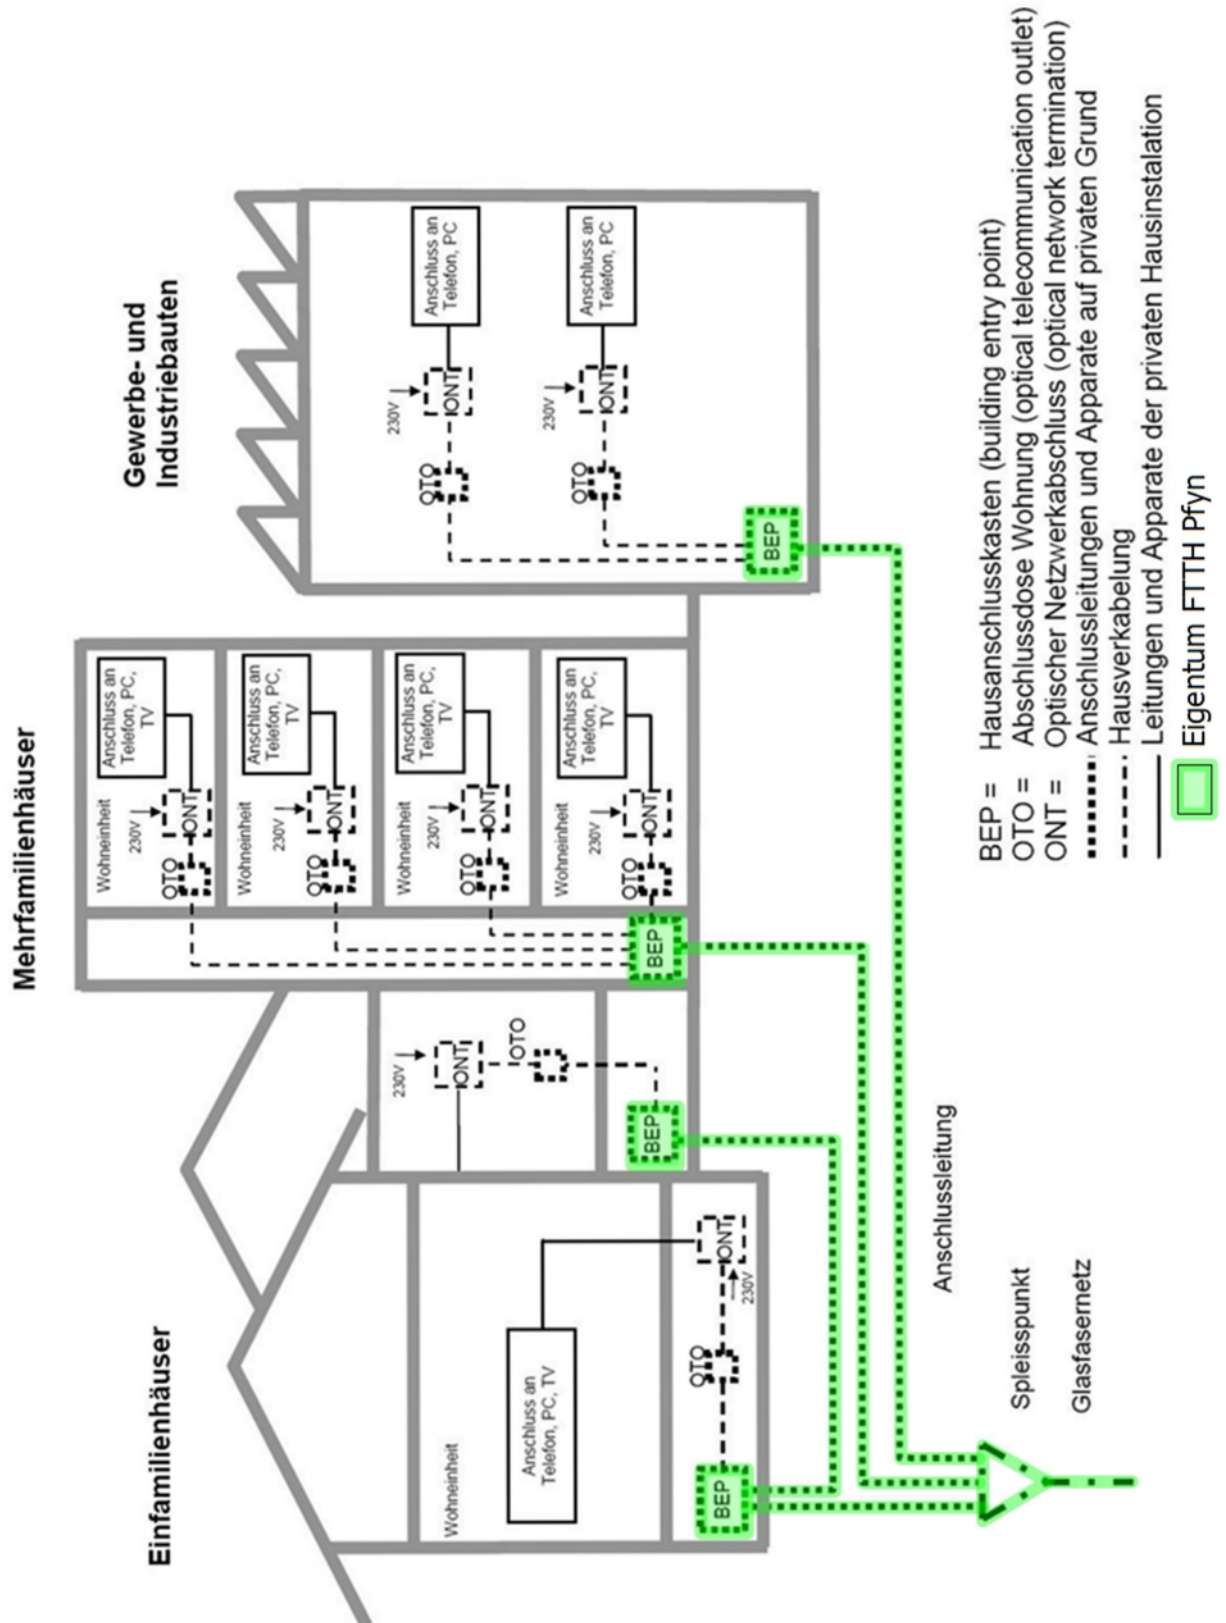 Einfamilienhäuser
Mehrfamilienhäuser
Gewerbe- und
Industriebauten
Wohneinheit
Anschluss an
Telefon, PC, TV
BEP
OTO
230V
ONT
230V
ONT
OTO
BEP
Wohneinheit
230V
OTO
ONT
Anschluss an
Telefon, PC,
TV
Wohneinheit
230V
OTO
ONT
Anschluss an
Telefon, PC,
TV
Wohneinheit
230V
OTO
ONT
Anschluss an
Telefon, PC,
TV
Wohneinheit
230V
OTO
ONT
Anschluss an
Telefon, PC,
TV
BEP
OTO
230V
ONT
Anschluss an
Telefon, PC
OTO
230V
ONT
Anschluss an
Telefon, PC
BEP
Anschlussleitung
Spleisspunkt
Glasfasernetz
BEP = Hausanschlusskasten (building entry point)
OTO = Abschlussdose Wohnung (optical telecommunication outlet)
ONT = Optischer Netzwerkabschluss (optical network termination)
Anschlussleitungen und Apparate auf privaten Grund
Hausverkabelung
Leitungen und Apparate der privaten Hausinstalation
Eigentum FTTH Pfyn